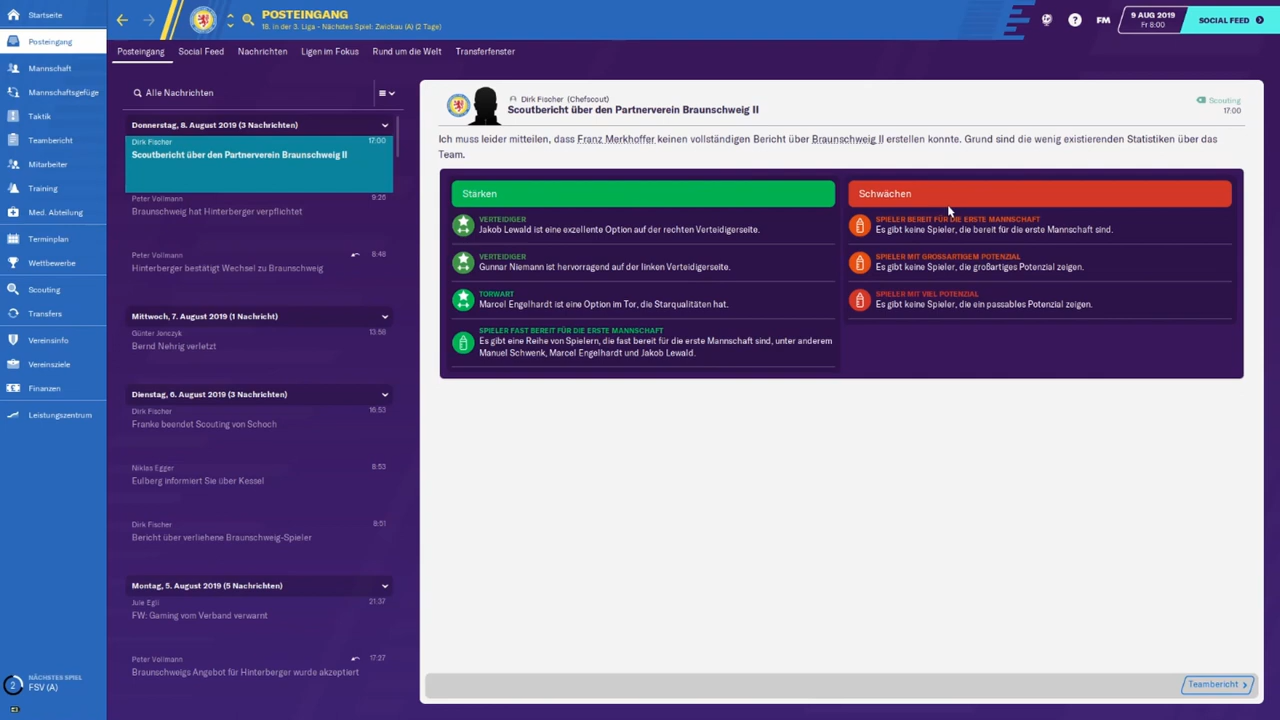 Startseite
Posteingang
Mannschaft
Mannschaftsgefüge
Taktik
Teambericht
Mitarbeiter
Training
Med. Abteilung
Terminplan
Wettbewerbe
Scouting
Transfers
Vereinsinfo
Vereinsziele
Finanzen
Leistungszentrum
2
NÄCHSTES SPIEL
FSV (A)
POSTEINGANG
18. in der 3. Liga - Nächstes Spiel: Zwickau (A) (2 Tage)
?
FM
9 AUG 2019
Fr 8:00
SOCIAL FEED
Posteingang Social Feed Nachrichten Ligen im Fokus Rund um die Welt Transferfenster
Alle Nachrichten
Donnerstag, 8. August 2019 (3 Nachrichten)
Dirk Fischer 17:00
Scoutbericht über den Partnerverein Braunschweig II
Peter Vollmann 9:26
Braunschweig hat Hinterberger verpflichtet
Peter Vollmann 8:48
Hinterberger bestätigt Wechsel zu Braunschweig
Mittwoch, 7. August 2019 (1 Nachricht)
Günter Jonczyk 13:56
Bernd Nehrig verletzt
Dienstag, 6. August 2019 (3 Nachrichten)
Dirk Fischer 16:53
Franke beendet Scouting von Schoch
Niklas Egger 8:53
Eulberg informiert Sie über Kessel
Dirk Fischer 8:51
Bericht über verliehene Braunschweig-Spieler
Montag, 5. August 2019 (5 Nachrichten)
Jule Egli 21:37
FW: Gaming vom Verband verwarnt
Peter Vollmann 17:27
Braunschweigs Angebot für Hinterberger wurde akzeptiert
Dirk Fischer (Chefscout)
Scoutbericht über den Partnerverein Braunschweig II
Scouting
17:00
Ich muss leider mitteilen, dass Franz Merkhoffer keinen vollständigen Bericht über Braunschweig II erstellen konnte. Grund sind die wenig existierenden Statistiken über das
Team.
Stärken
VERTEIDIGER
Jakob Lewald ist eine exzellente Option auf der rechten Verteidigerseite.
VERTEIDIGER
Gunnar Niemann ist hervorragend auf der linken Verteidigerseite.
TORWART
Marcel Engelhardt ist eine Option im Tor, die Starqualitäten hat.
SPIELER FAST BEREIT FÜR DIE ERSTE MANNSCHAFT
Es gibt eine Reihe von Spielern, die fast bereit für die erste Mannschaft sind, unter anderem
Manuel Schwenk, Marcel Engelhardt und Jakob Lewald.
Schwächen
SPIELER BEREIT FÜR DIE ERSTE MANNSCHAFT
Es gibt keine Spieler, die bereit für die erste Mannschaft sind.
SPIELER MIT GROSSARTIGEM POTENZIAL
Es gibt keine Spieler, die großartiges Potenzial zeigen.
SPIELER MIT VIEL POTENZIAL
Es gibt keine Spieler, die ein passables Potenzial zeigen.
Teambericht